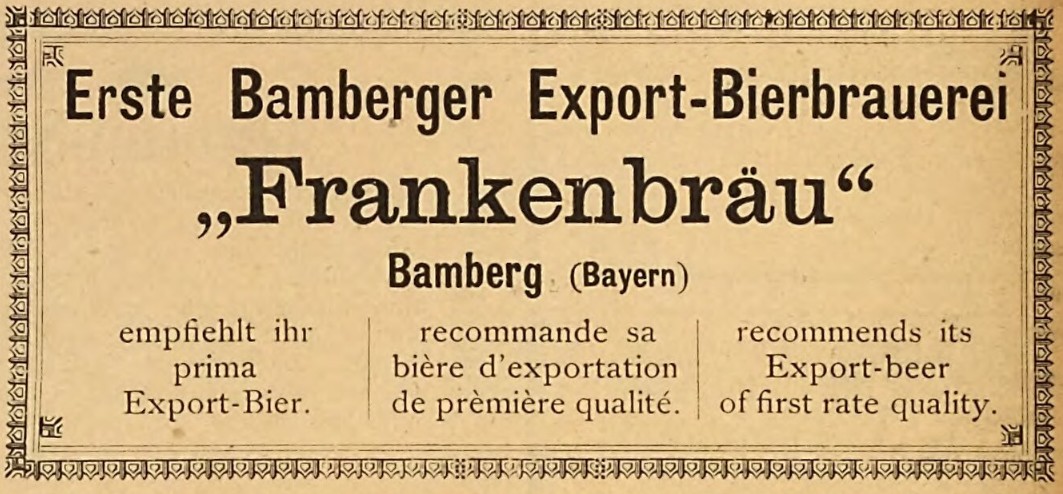 Erste Bamberger Export-Bierbrauerei
„Frankenbräu“
Bamberg (Bayern)
empfiehlt ihr
prima
Export-Bier.
recommande sa
bière d'exportation
de prèmière qualité.
recommends its
Export-beer
of first rate quality.